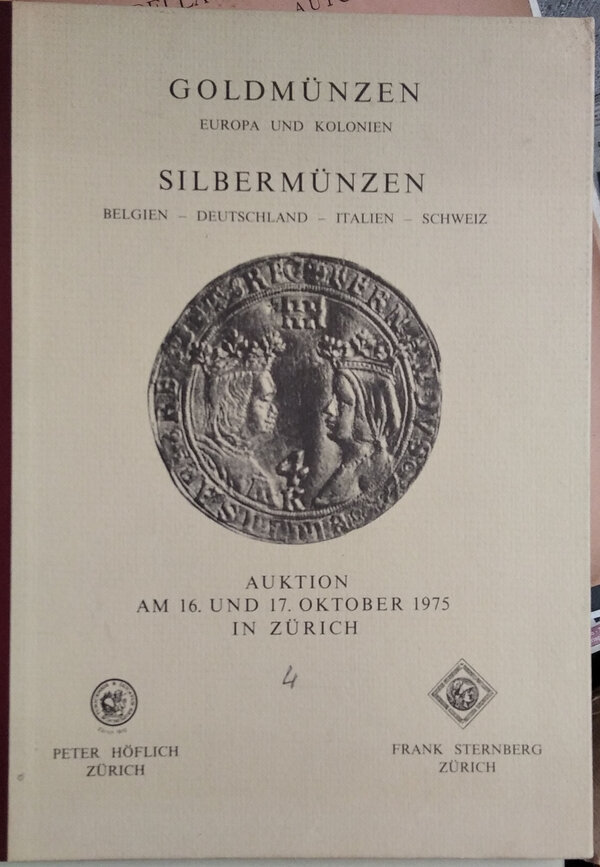 GOLDMÜNZEN
EUROPA UND KOLONIEN
SILBERMÜNZEN
BELGIEN – DEUTSCHLAND – ITALIEN – SCHWEIZ
AUKTION
AM 16. UND 17. OKTOBER 1975
IN ZÜRICH
4
PETER HÖFLICH
ZÜRICH
FRANK STERNBERG
ZÜRICH